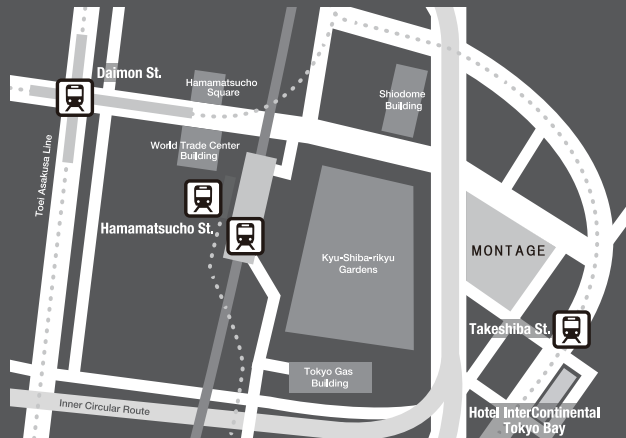 Daimon St.
Hamamatsucho
Square
Shiodome
Building
World Trade Center
Building
Toei Asakusa Line
Hamamatsucho St.
Kyu-Shiba-rikyu
Gardens
MONTAGE
Takeshiba St.
Tokyo Gas
Building
Inner Circular Route
Hotel InterContinental
Tokyo Bay